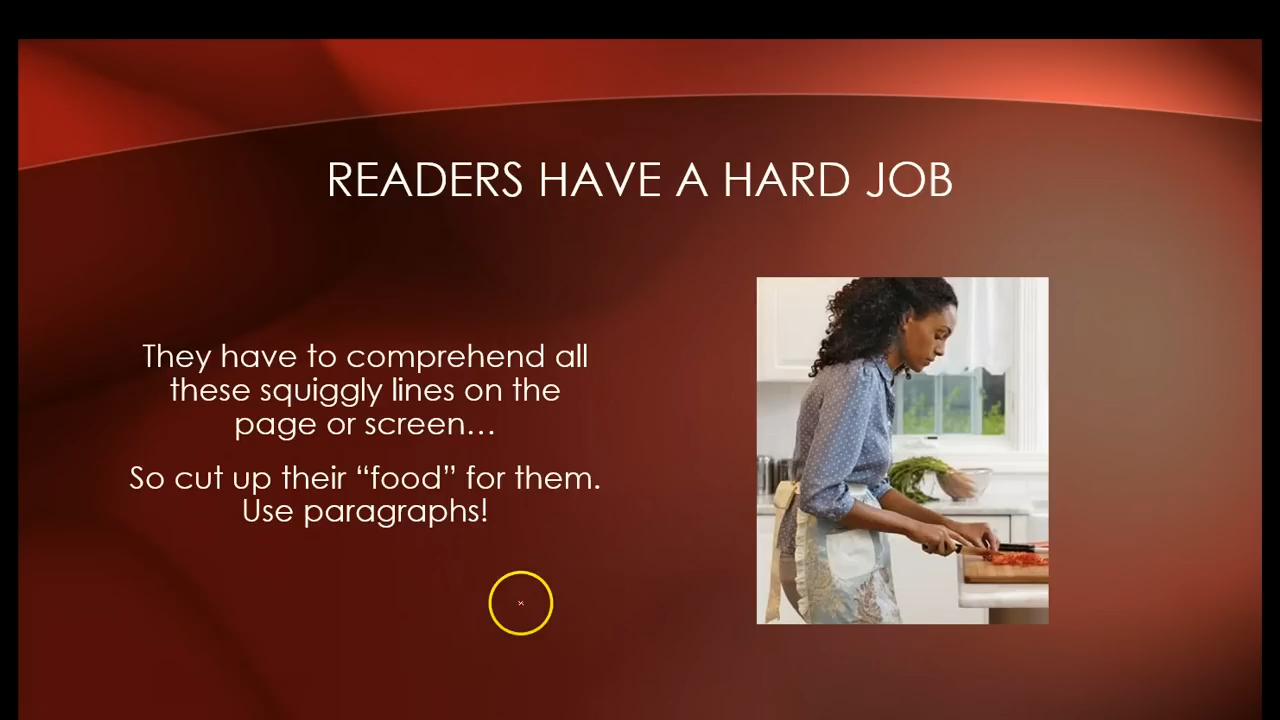 READERS HAVE A HARD JOB
They have to comprehend all
these squiggly lines on the
page or screen…
So cut up their “food” for them.
Use paragraphs!